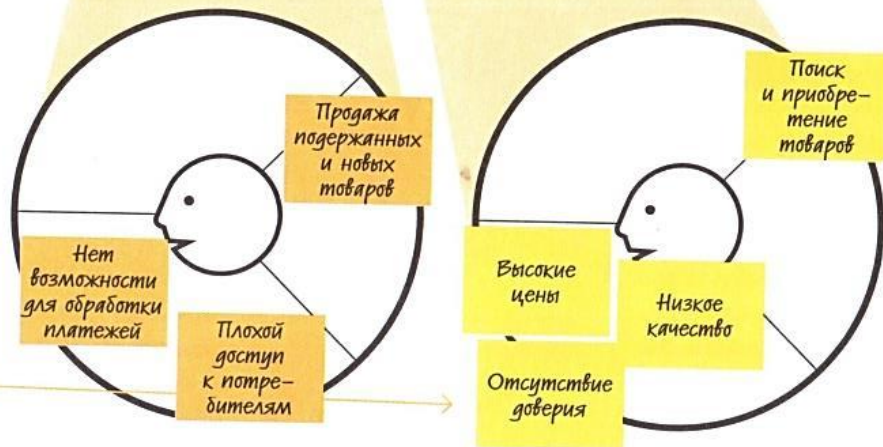 Продажа
подержанных
и новых
товаров
Нет
возможности
для обработки
платежей
Плохой
доступ
к потре-
бителям
Поиск
и приобре-
тение
товаров
Высокие
цены
Низкое
качество
Отсутствие
доверия